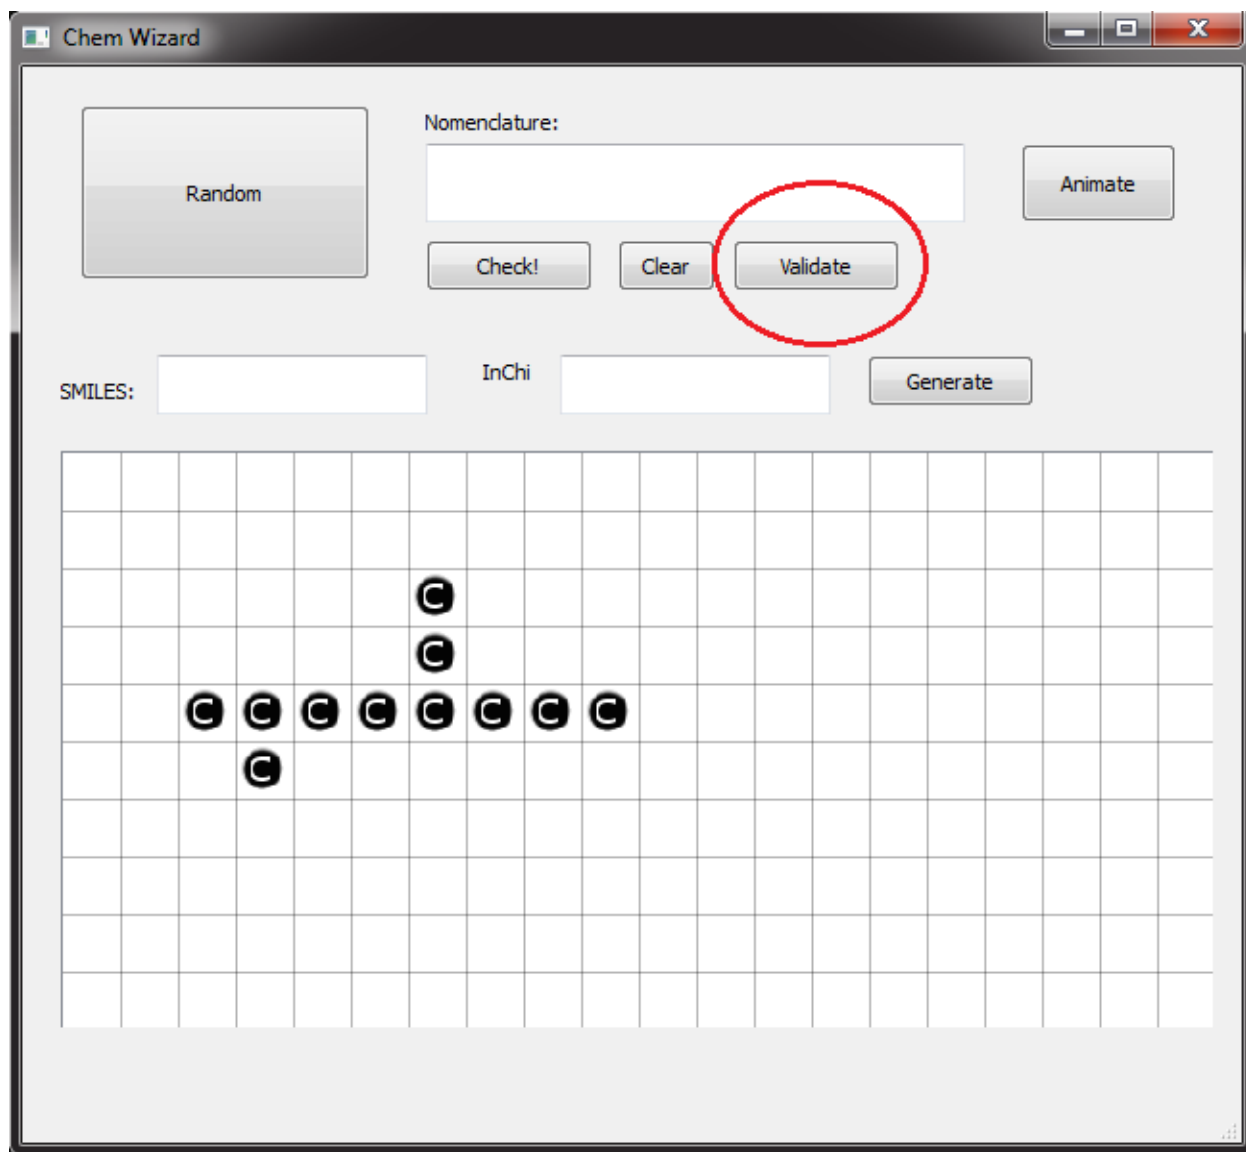 Chem Wizard
Nomenclature:
Random
Animate
Check! Clear Validate
SMILES: InChi Generate
C
C
C C C C C C C C
C